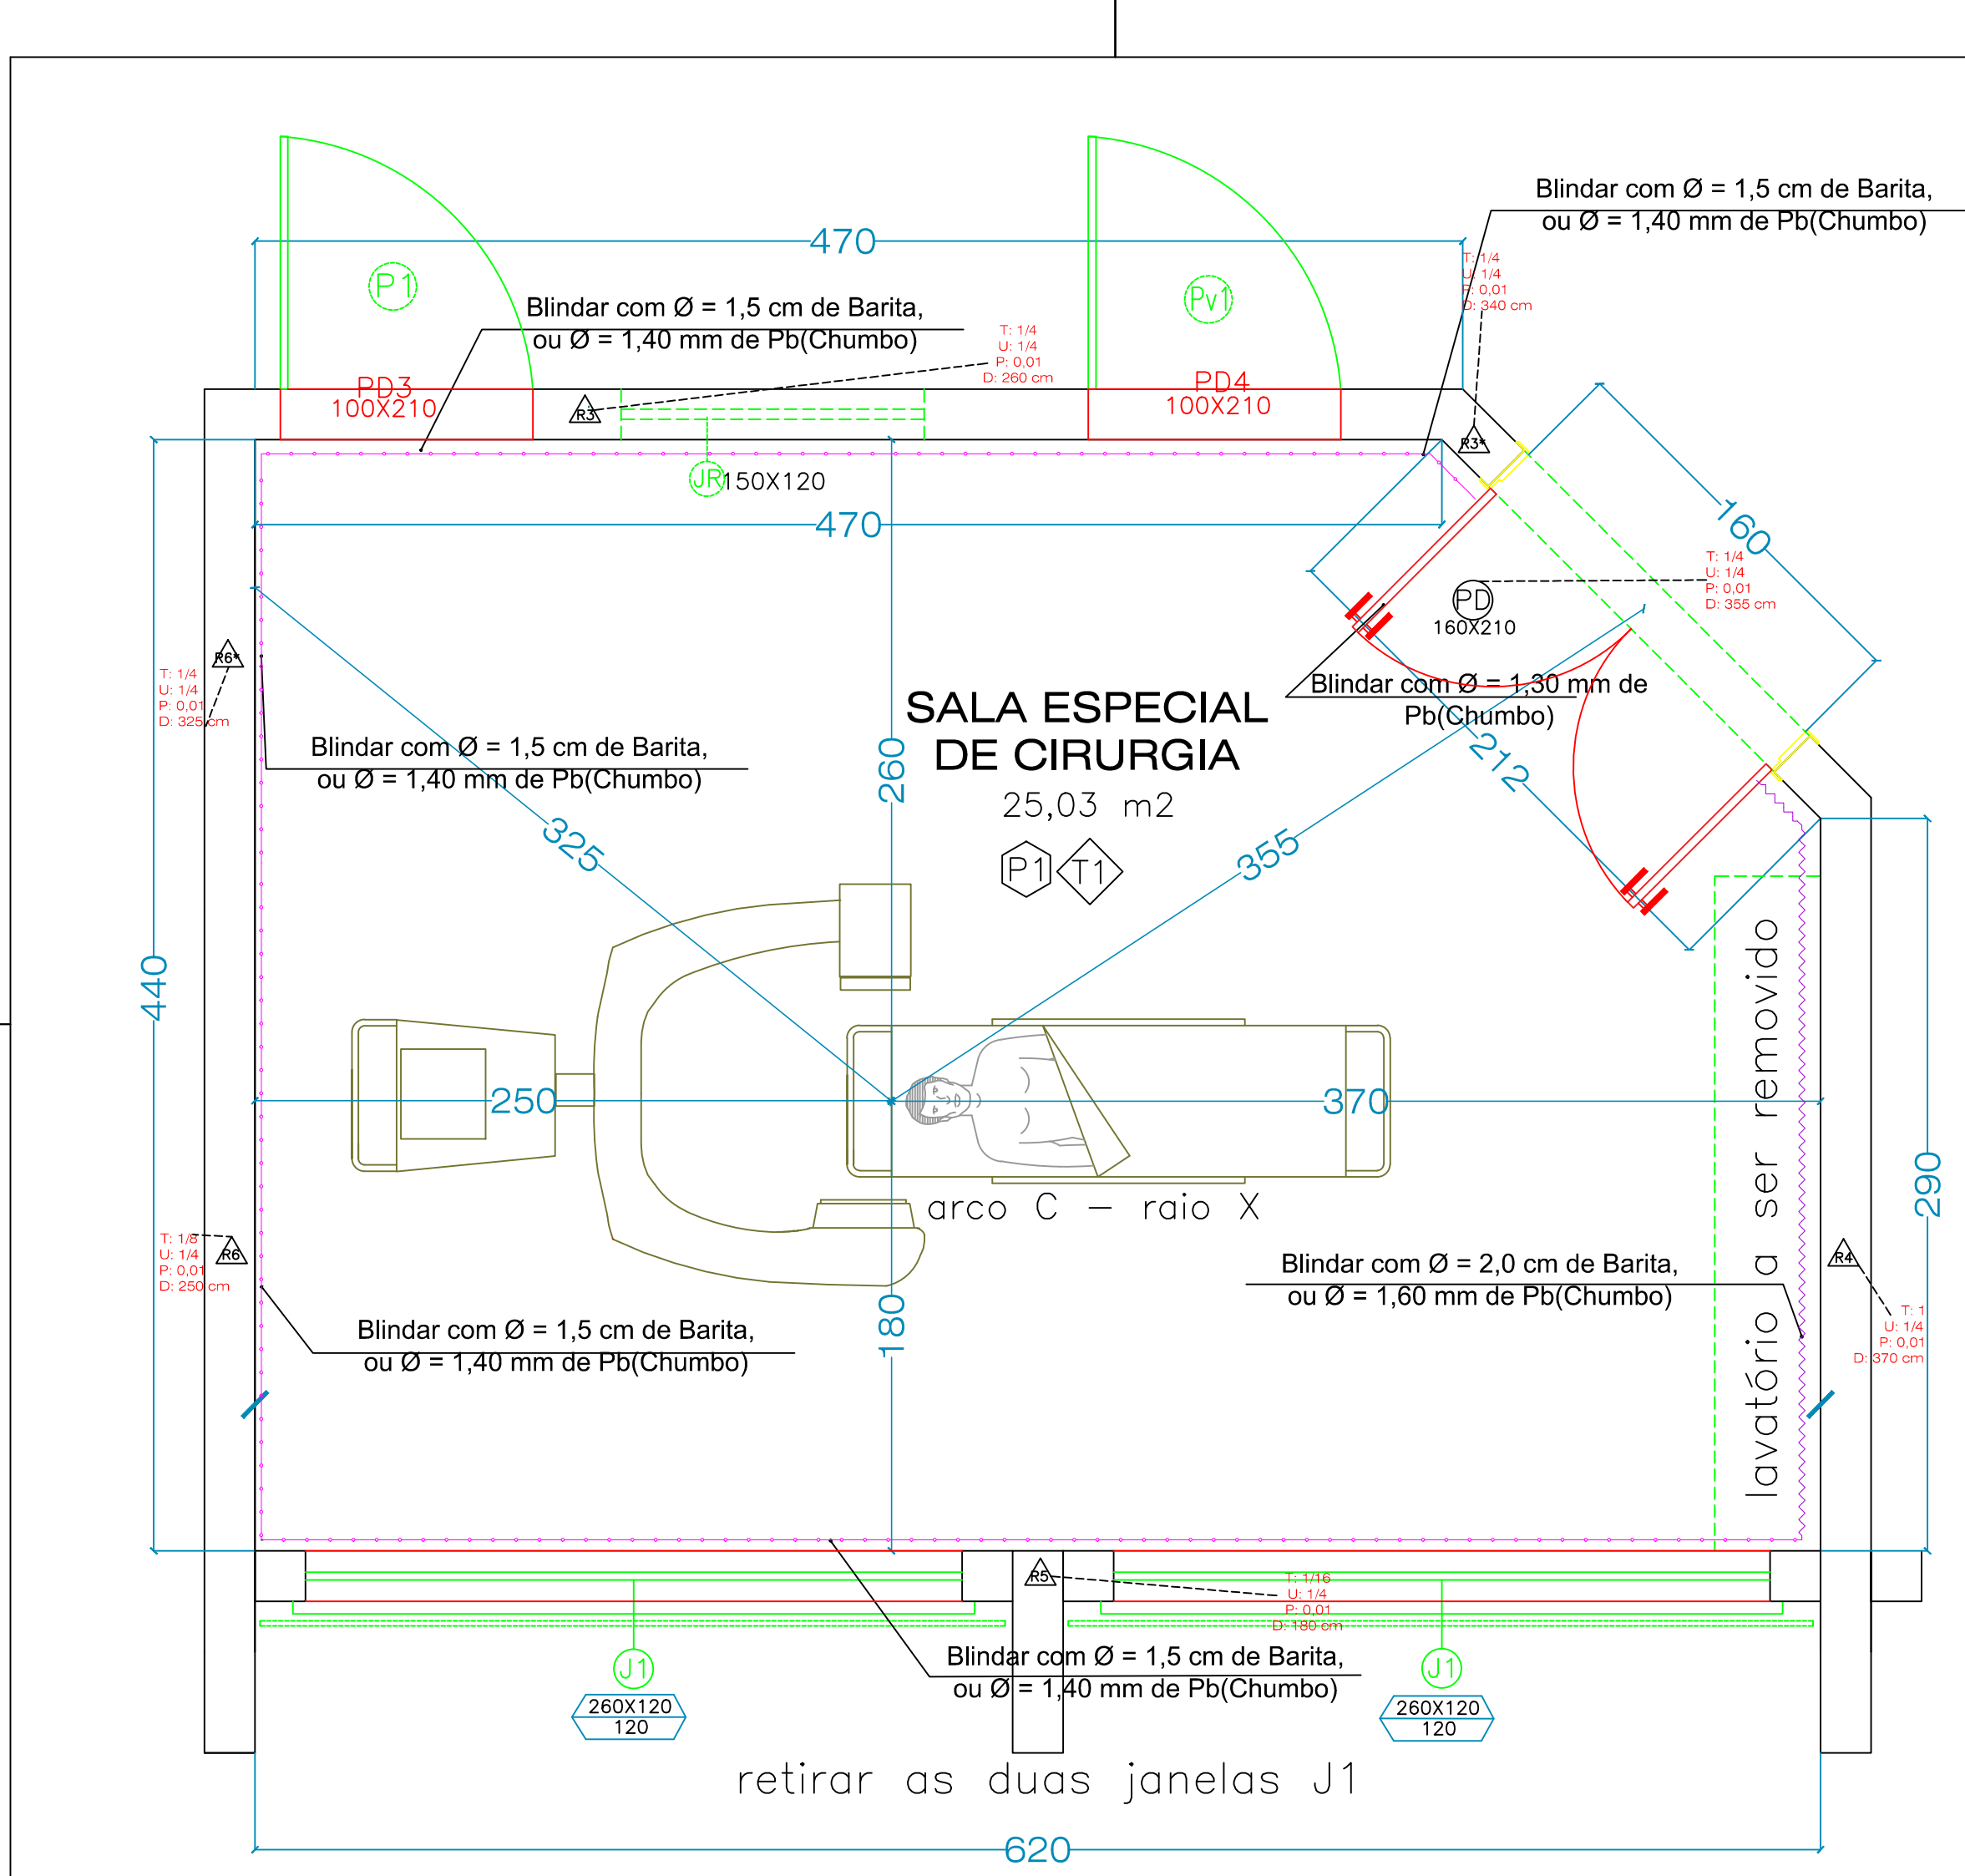 Blindar com Ø = 1,5 cm de Barita,
ou Ø = 1,40 mm de Pb(Chumbo)
470
T: 1/4
U: 1/4
P: 0,01
D: 340 cm
P1
Pv1
Blindar com Ø = 1,5 cm de Barita,
ou Ø = 1,40 mm de Pb(Chumbo)
T: 1/4
U: 1/4
P: 0,01
D: 260 cm
PD3
100X210
R3
PD4
100X210
R3*
JR
150X120
470
160
T: 1/4
U: 1/4
P: 0,01
D: 355 cm
PD
160X210
R6*
T: 1/4
U: 1/4
P: 0,01
D: 325 cm
Blindar com Ø = 1,30 mm de
Pb(Chumbo)
SALA ESPECIAL
DE CIRURGIA
25,03 m2
P1
T1
Blindar com Ø = 1,5 cm de Barita,
ou Ø = 1,40 mm de Pb(Chumbo)
260
212
325
355
440
250
370
lavatório a ser removido
290
arco C – raio X
T: 1/8
U: 1/4
P: 0,01
D: 250 cm
R6
R4
Blindar com Ø = 2,0 cm de Barita,
ou Ø = 1,60 mm de Pb(Chumbo)
T: 1
U: 1/4
P: 0,01
D: 370 cm
180
Blindar com Ø = 1,5 cm de Barita,
ou Ø = 1,40 mm de Pb(Chumbo)
R5
T: 1/16
U: 1/4
P: 0,01
D: 180 cm
Blindar com Ø = 1,5 cm de Barita,
ou Ø = 1,40 mm de Pb(Chumbo)
J1
260X120
120
J1
260X120
120
retirar as duas janelas J1
620